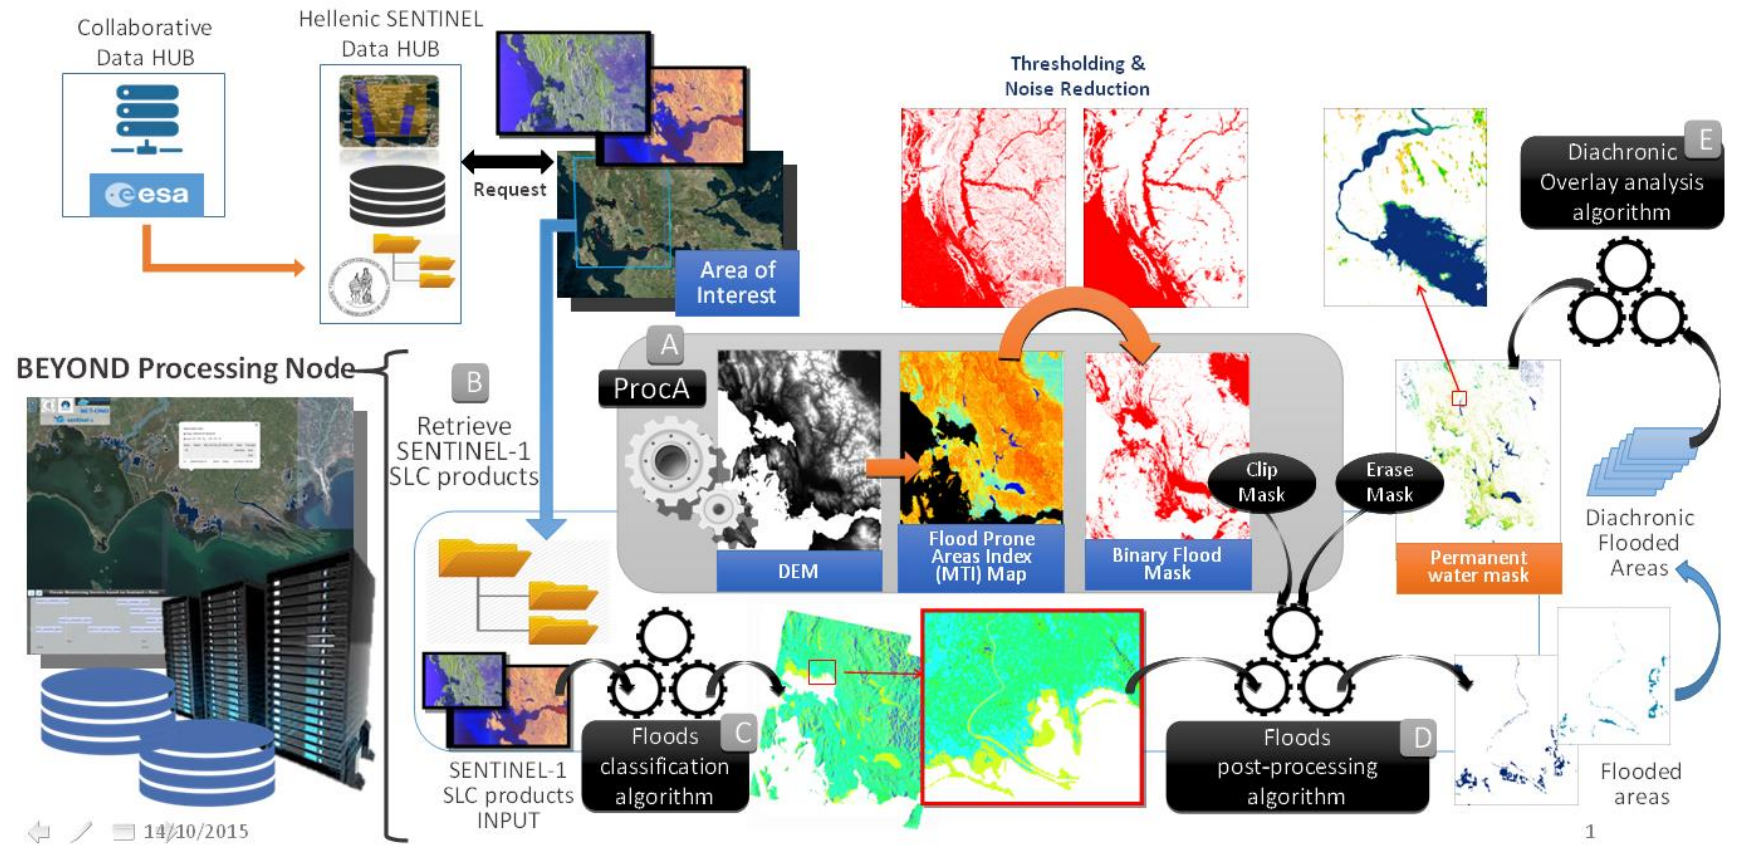 Collaborative
Data HUB
esa
Hellenic SENTINEL
Data HUB
Request
Area of
Interest
Thresholding &
Noise Reduction
E
Diachronic
Overlay analysis
algorithm
BEYOND Processing Node
B
Retrieve
SENTINEL-1
SLC products
A
ProcA
DEM
Flood Prone
Areas Index
(MTI) Map
Binary Flood
Mask
Clip
Mask
Erase
Mask
Permanent
water mask
Diachronic
Flooded
Areas
SENTINEL-1
SLC products
INPUT
C
Floods
classification
algorithm
D
Floods
post-processing
algorithm
Flooded
areas
14/10/2015
1